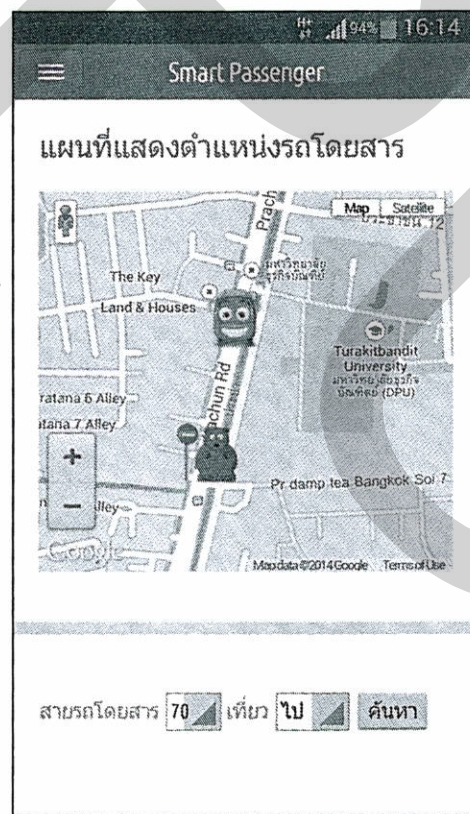 H+ 94% 16:14
Smart Passenger
แผนที่แสดงตำแหน่งรถโดยสาร
Map Satellite
Prach
มหาวิทยาลัย
ธุรกิจบัณฑิตย์
The Key
Land & Houses
Turakitbandit
University
มหาวิทยาลัยธุรกิจ
บัณฑิตย์ (DPU)
achun Rd
ratana 6 Alley
atana 7 Alley
+
Pr damp tea Bangkok Soi 7
−
Alley
Google
Map data ©2014 Google Terms of Use
สายรถโดยสาร 70 เที่ยว ไป ค้นหา